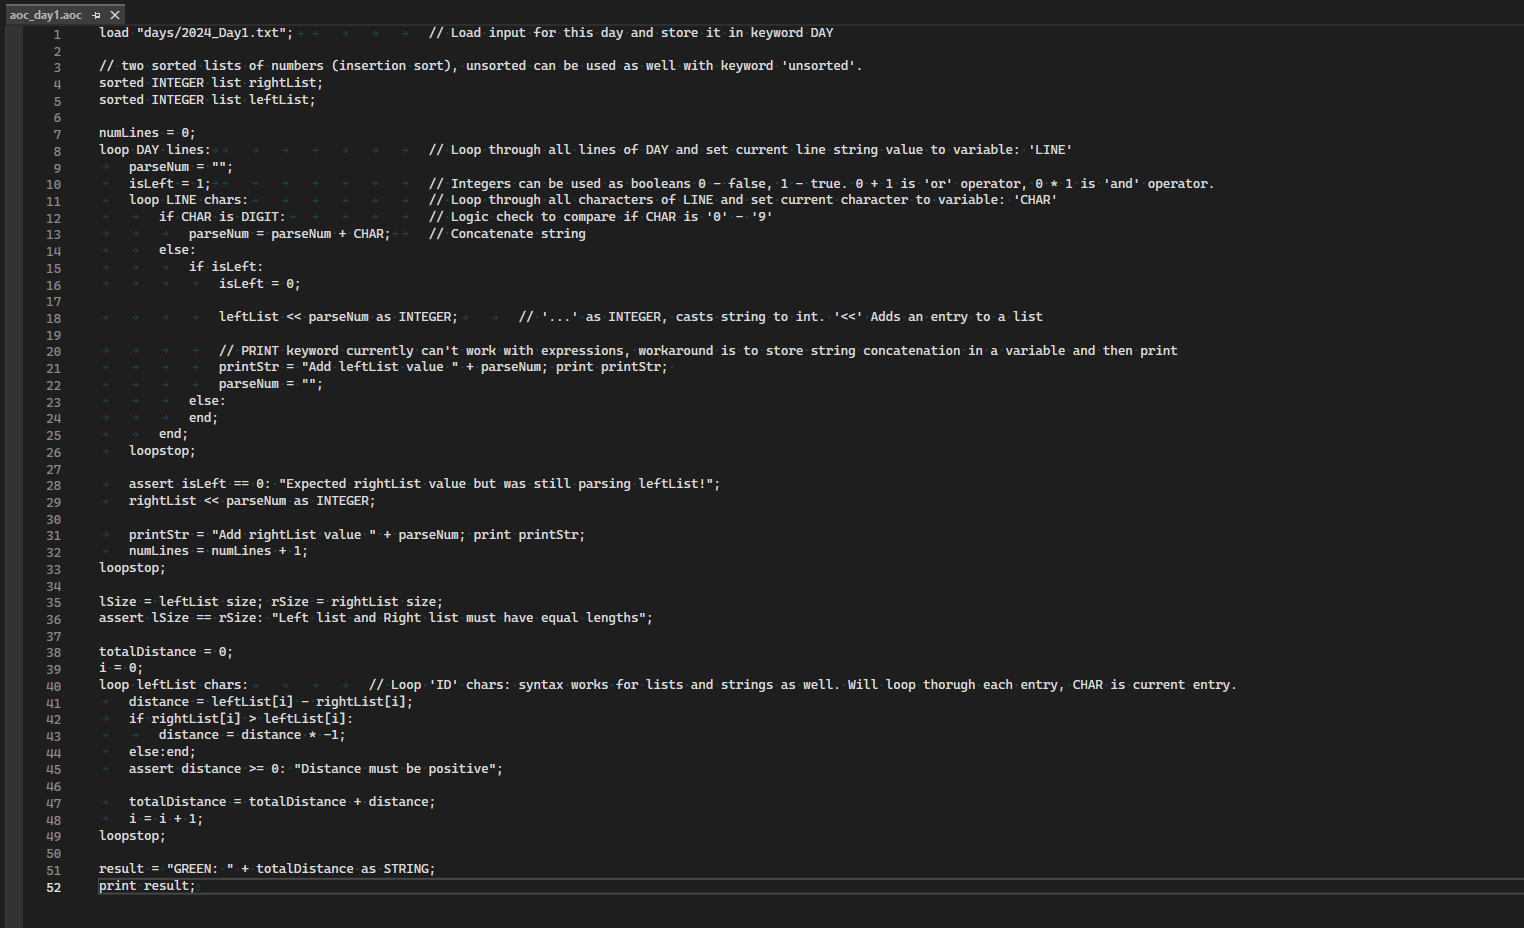 aoc_day1.aoc
1 load "days/2024_Day1.txt"; // Load input for this day and store it in keyword DAY
2
3 // two sorted lists of numbers (insertion sort), unsorted can be used as well with keyword 'unsorted'.
4 sorted INTEGER list rightList;
5 sorted INTEGER list leftList;
6
7 numLines = 0;
8 loop DAY lines: // Loop through all lines of DAY and set current line string value to variable: 'LINE'
9 parseNum = "";
10 isLeft = 1; // Integers can be used as booleans 0 - false, 1 - true. 0 + 1 is 'or' operator, 0 * 1 is 'and' operator.
11 loop LINE chars: // Loop through all characters of LINE and set current character to variable: 'CHAR'
12 if CHAR is DIGIT: // Logic check to compare if CHAR is '0' - '9'
13 parseNum = parseNum + CHAR; // Concatenate string
14 else:
15 if isLeft:
16 isLeft = 0;
17
18 leftList << parseNum as INTEGER; // '...' as INTEGER, casts string to int. '<<' Adds an entry to a list
19
20 // PRINT keyword currently can't work with expressions, workaround is to store string concatenation in a variable and then print
21 printStr = "Add leftList value " + parseNum; print printStr;
22 parseNum = "";
23 else:
24 end;
25 end;
26 loopstop;
27
28 assert isLeft == 0: "Expected rightList value but was still parsing leftList!";
29 rightList << parseNum as INTEGER;
30
31 printStr = "Add rightList value " + parseNum; print printStr;
32 numLines = numLines + 1;
33 loopstop;
34
35 lSize = leftList size; rSize = rightList size;
36 assert lSize == rSize: "Left list and Right list must have equal lengths";
37
38 totalDistance = 0;
39 i = 0;
40 loop leftList chars: // Loop 'ID' chars: syntax works for lists and strings as well. Will loop thorugh each entry, CHAR is current entry.
41 distance = leftList[i] - rightList[i];
42 if rightList[i] > leftList[i]:
43 distance = distance * -1;
44 else:end;
45 assert distance >= 0: "Distance must be positive";
46
47 totalDistance = totalDistance + distance;
48 i = i + 1;
49 loopstop;
50
51 result = "GREEN: " + totalDistance as STRING;
52 print result;